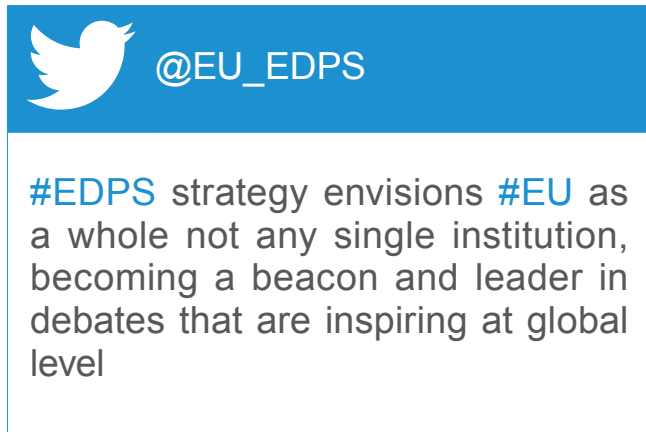 @EU_EDPS
#EDPS strategy envisions #EU as
a whole not any single institution,
becoming a beacon and leader in
debates that are inspiring at global
level